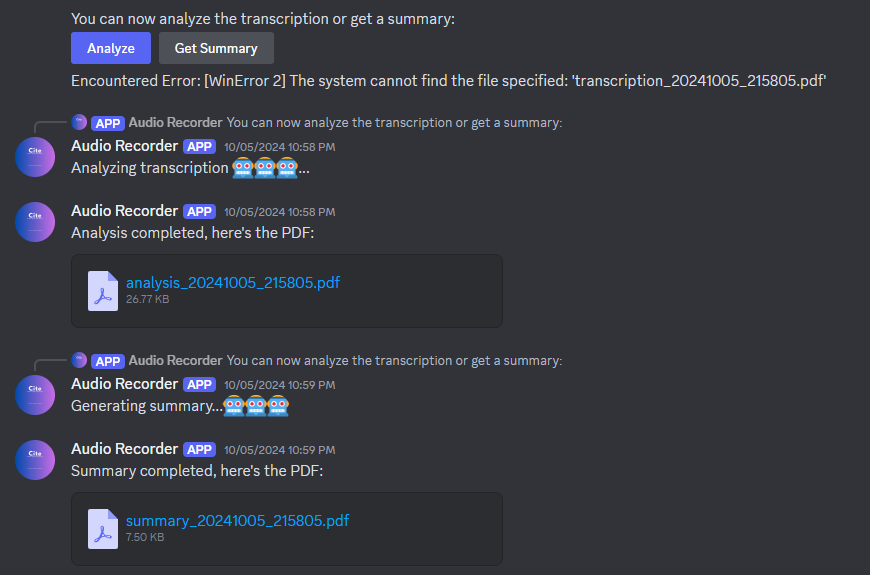 You can now analyze the transcription or get a summary:
Analyze Get Summary
Encountered Error: [WinError 2] The system cannot find the file specified: 'transcription_20241005_215805.pdf'
APP Audio Recorder You can now analyze the transcription or get a summary:
Cite
Audio Recorder APP 10/05/2024 10:58 PM
Analyzing transcription 🤖🤖🤖...
Cite
Audio Recorder APP 10/05/2024 10:58 PM
Analysis completed, here's the PDF:
analysis_20241005_215805.pdf
26.77 KB
APP Audio Recorder You can now analyze the transcription or get a summary:
Cite
Audio Recorder APP 10/05/2024 10:59 PM
Generating summary...🤖🤖🤖
Cite
Audio Recorder APP 10/05/2024 10:59 PM
Summary completed, here's the PDF:
summary_20241005_215805.pdf
7.50 KB